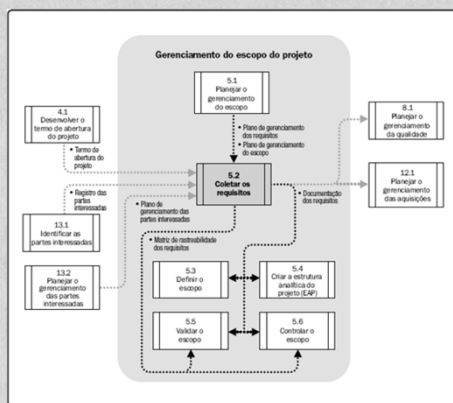 Gerenciamento do escopo do projeto
5.1
Planejar o
gerenciamento
do escopo
4.1
Desenvolver o
termo de abertura
do projeto
8.1
Planejar o
gerenciamento
da qualidade
• Plano de gerenciamento
dos requisitos
• Plano de gerenciamento
do escopo
• Termo de
abertura do
projeto
5.2
Coletar os
requisitos
12.1
Planejar o
gerenciamento
das aquisições
• Registro das
partes
interessadas
• Plano de
gerenciamento das
partes interessadas
• Documentação
dos requisitos
13.1
Identificar as
partes interessadas
• Matriz de rastreabilidade
dos requisitos
13.2
Planejar o
gerenciamento
das partes
interessadas
5.3
Definir o
escopo
5.4
Criar a estrutura
analítica do
projeto (EAP)
5.5
Validar o
escopo
5.6
Controlar o
escopo